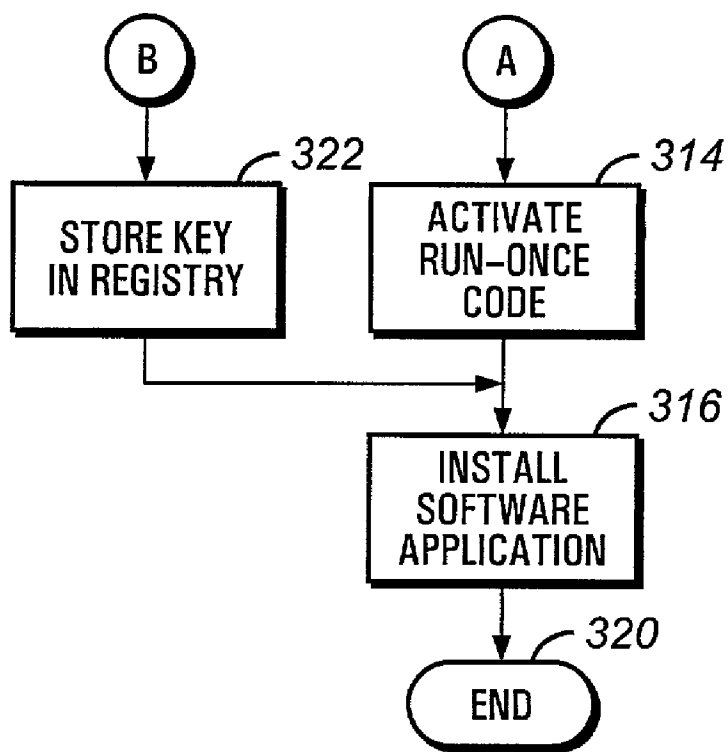 B
A
322
314
STORE KEY
IN REGISTRY
ACTIVATE
RUN-ONCE
CODE
316
INSTALL
SOFTWARE
APPLICATION
320
END